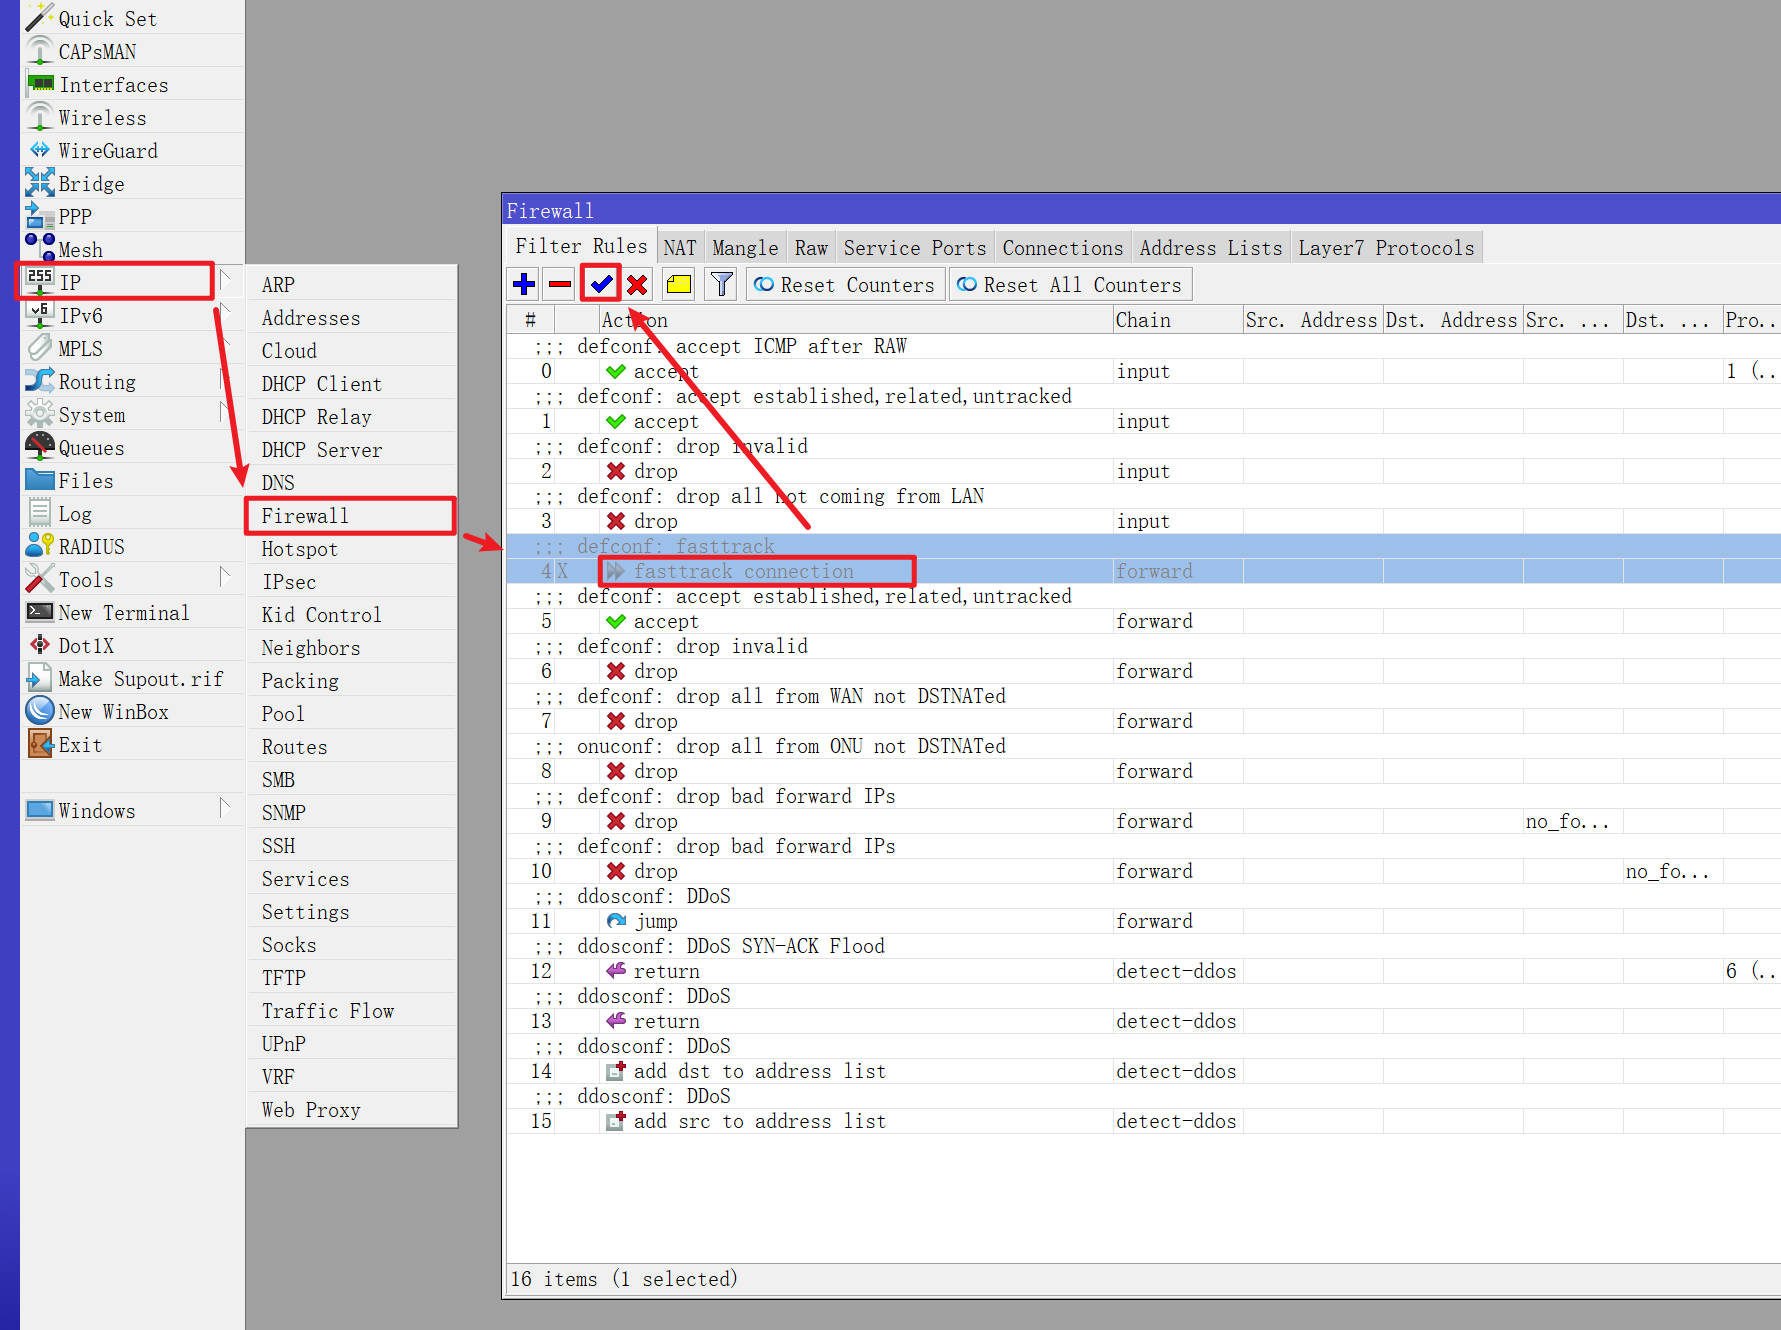 Quick Set
CAPsMAN
Interfaces
Wireless
WireGuard
Bridge
PPP
Mesh
255
IP
v6
IPv6
MPLS
Routing
System
Queues
Files
Log
RADIUS
Tools
New Terminal
Dot1X
Make Supout.rif
New WinBox
Exit
Windows
ARP
Addresses
Cloud
DHCP Client
DHCP Relay
DHCP Server
DNS
Firewall
Hotspot
IPsec
Kid Control
Neighbors
Packing
Pool
Routes
SMB
SNMP
SSH
Services
Settings
Socks
TFTP
Traffic Flow
UPnP
VRF
Web Proxy
Firewall
Filter Rules NAT Mangle Raw Service Ports Connections Address Lists Layer7 Protocols
Reset Counters Reset All Counters
# Action Chain Src. Address Dst. Address Src. ... Dst. ... Pro..
;;; defconf: accept ICMP after RAW
0 accept input 1 (..
;;; defconf: accept established,related,untracked
1 accept input
;;; defconf: drop invalid
2 drop input
;;; defconf: drop all not coming from LAN
3 drop input
;;; defconf: fasttrack
4 X fasttrack connection forward
;;; defconf: accept established,related,untracked
5 accept forward
;;; defconf: drop invalid
6 drop forward
;;; defconf: drop all from WAN not DSTNATed
7 drop forward
;;; onuconf: drop all from ONU not DSTNATed
8 drop forward
;;; defconf: drop bad forward IPs
9 drop forward no_fo...
;;; defconf: drop bad forward IPs
10 drop forward no_fo...
;;; ddosconf: DDoS
11 jump forward
;;; ddosconf: DDoS SYN-ACK Flood
12 return detect-ddos 6 (..
;;; ddosconf: DDoS
13 return detect-ddos
;;; ddosconf: DDoS
14 add dst to address list detect-ddos
;;; ddosconf: DDoS
15 add src to address list detect-ddos
16 items (1 selected)